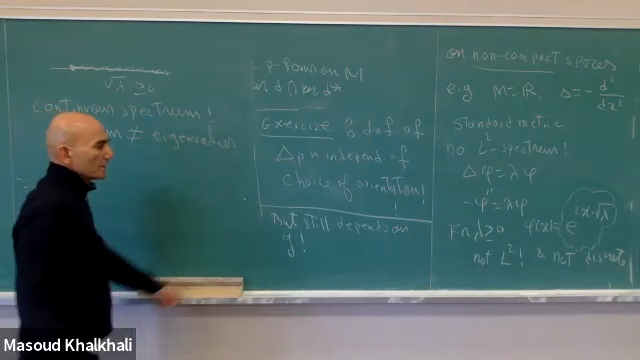 √λ ≥ 0
continuous spectrum!
≠ eigenvalues
p-forms on M
d*
Exercise def. of
Δp is independ of
choice of orientation!
But still depends on
g!
on non-compact spaces
e.g M=ℝ, Δ = - d²/dx²
standard metric
no L²-spectrum!
Δφ = λφ
-φ'' = λφ
For λ≥0 φ(x) = e^{ix·√λ}
not L²! & not discrete
Masoud Khalkhali